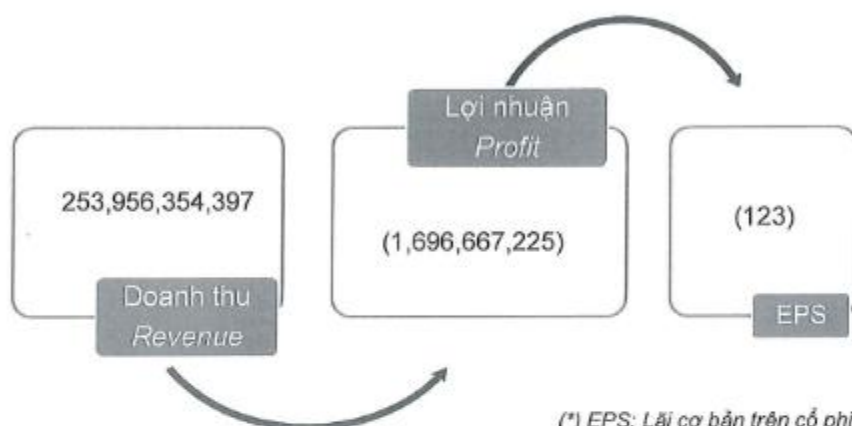 253,956,354,397
Doanh thu
Revenue
Lợi nhuận
Profit
(1,696,667,225)
(123)
EPS
(*) EPS: Lãi cơ bản trên cổ